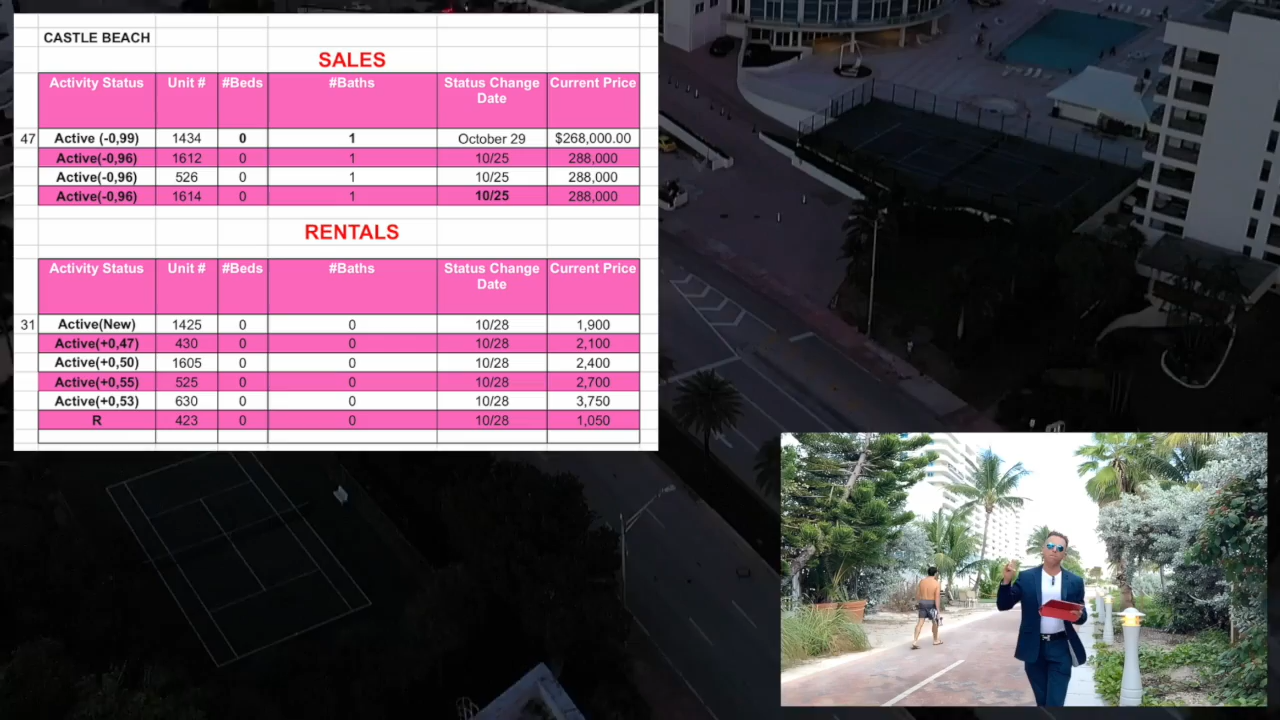 CASTLE BEACH
SALES
Activity Status Unit # #Beds #Baths Status Change Date Current Price
47 Active (-0,99) 1434 0 1 October 29 $268,000.00
Active(-0,96) 1612 0 1 10/25 288,000
Active(-0,96) 526 0 1 10/25 288,000
Active(-0,96) 1614 0 1 10/25 288,000
RENTALS
Activity Status Unit # #Beds #Baths Status Change Date Current Price
31 Active(New) 1425 0 0 10/28 1,900
Active(+0,47) 430 0 0 10/28 2,100
Active(+0,50) 1605 0 0 10/28 2,400
Active(+0,55) 525 0 0 10/28 2,700
Active(+0,53) 630 0 0 10/28 3,750
R 423 0 0 10/28 1,050